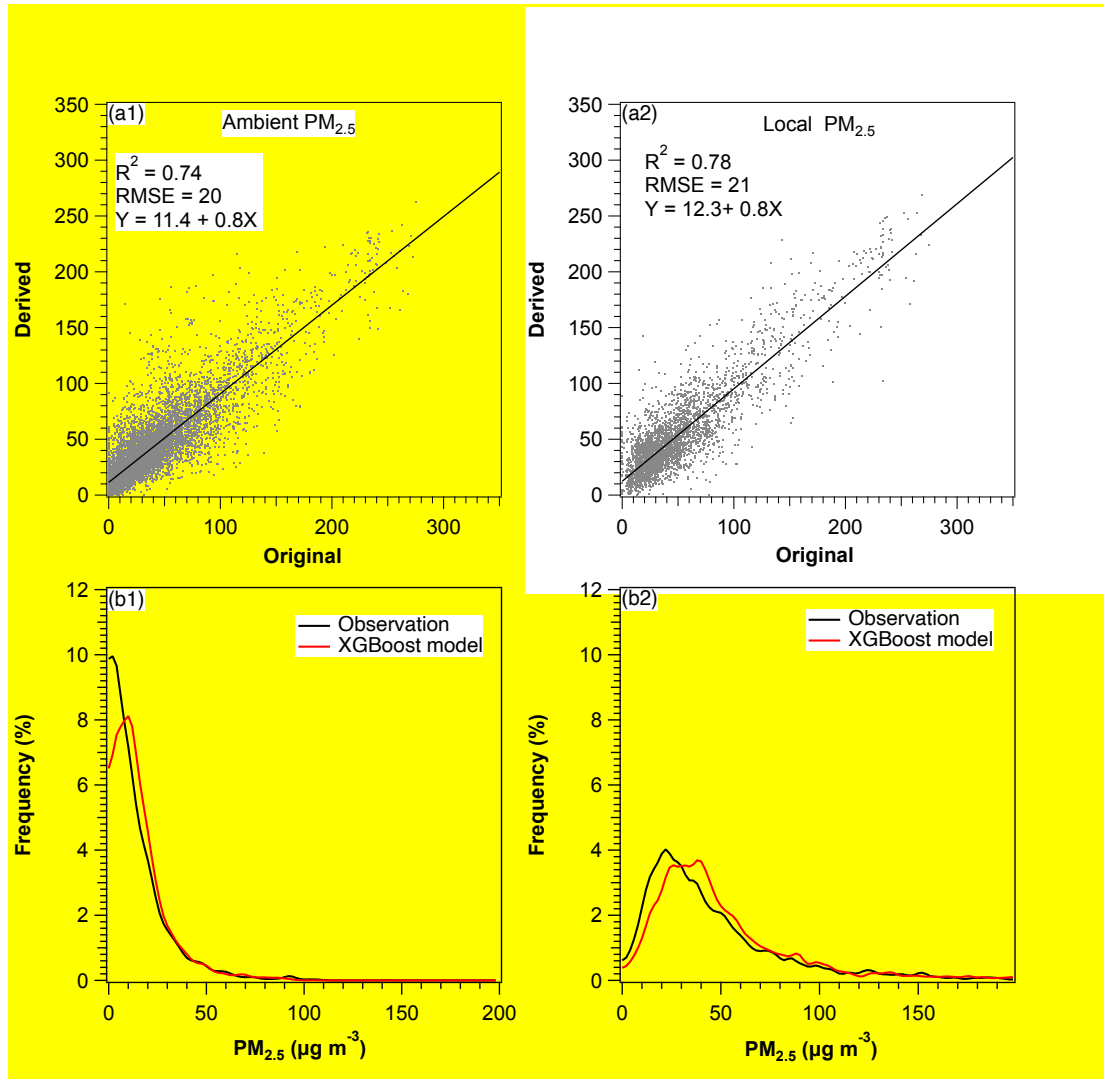 (a1)
Ambient PM2.5
R2 = 0.74
RMSE = 20
Y = 11.4 + 0.8X
350
300
250
200
150
100
50
0
Derived
0 100 200 300
Original
(a2)
Local PM2.5
R2 = 0.78
RMSE = 21
Y = 12.3+ 0.8X
350
300
250
200
150
100
50
0
Derived
0 100 200 300
Original
(b1)
Observation
XGBoost model
12
10
8
6
4
2
0
Frequency (%)
0 50 100 150 200
PM2.5 (µg m-3)
(b2)
Observation
XGBoost model
12
10
8
6
4
2
0
Frequency (%)
0 50 100 150
PM2.5 (µg m-3)